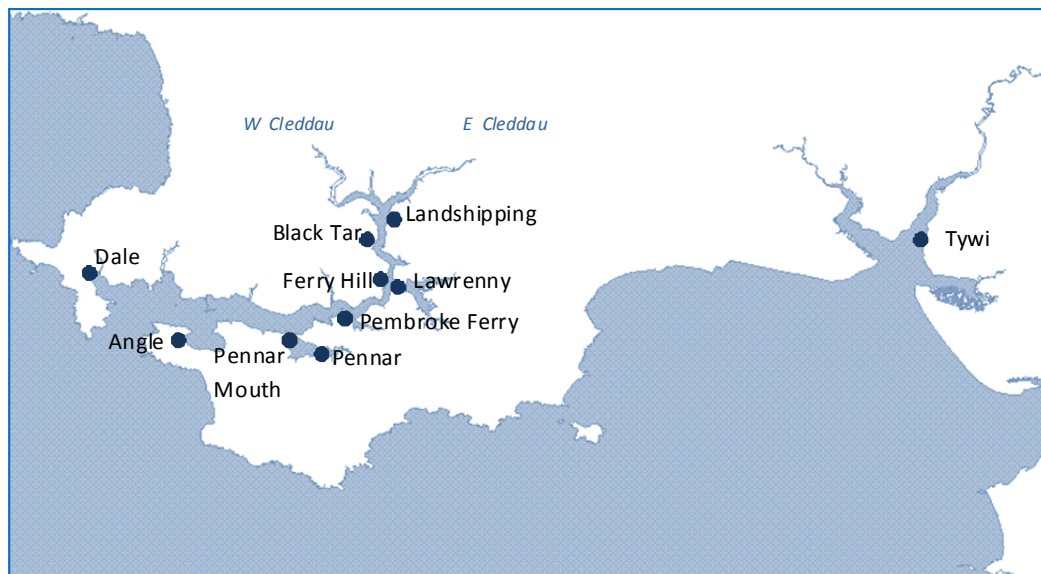 W Cleddau
E Cleddau
Landshipping
Black Tar
Tywi
Dale
Ferry Hill
Lawrenny
Pembroke Ferry
Angle
Pennar
Mouth
Pennar